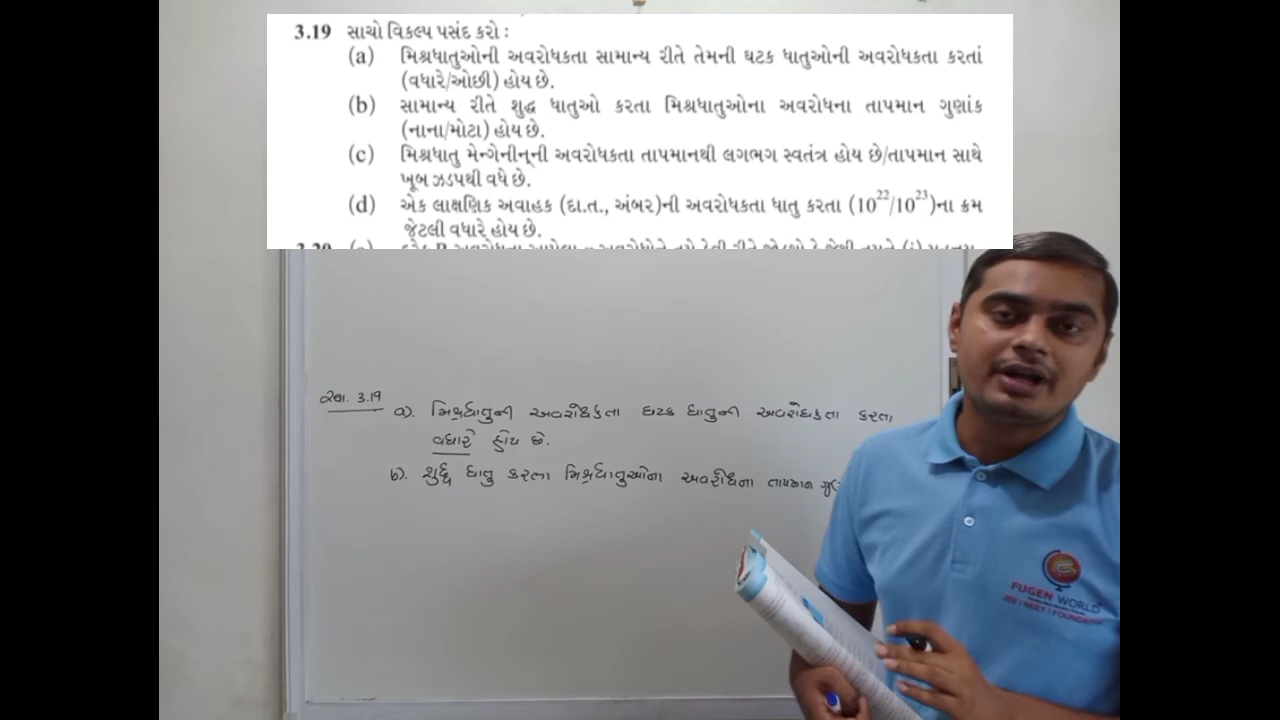 3.19 સાચો વિકલ્પ પસંદ કરો :
(a) મિશ્રધાતુઓની અવરોધકતા સામાન્ય રીતે તેમની ઘટક ધાતુઓની અવરોધકતા કરતાં
(વધારે/ઓછી) હોય છે.
(b) સામાન્ય રીતે શુદ્ધ ધાતુઓ કરતા મિશ્રધાતુઓના અવરોધના તાપમાન ગુણાંક
(નાના/મોટા) હોય છે.
(c) મિશ્રધાતુ મેન્ગેનીન્‌ની અવરોધકતા તાપમાનથી લગભગ સ્વતંત્ર હોય છે/તાપમાન સાથે
ખૂબ ઝડપથી વધે છે.
(d) એક લાક્ષણિક અવાહક (દા.ત., અંબર)ની અવરોધકતા ધાતુ કરતા (10²²/10²³)ના ક્રમ
જેટલી વધારે હોય છે.
સ્વા. 3.19
a). મિશ્રધાતુની અવરોધકતા ઘટક ધાતુની અવરોધકતા કરતા
વધારે હોય છે.
b). શુદ્ધ ધાતુ કરતા મિશ્રધાતુઓના અવરોધના તાપમાન
FUGEN WORLD
JEE / NEET / FOUNDATION